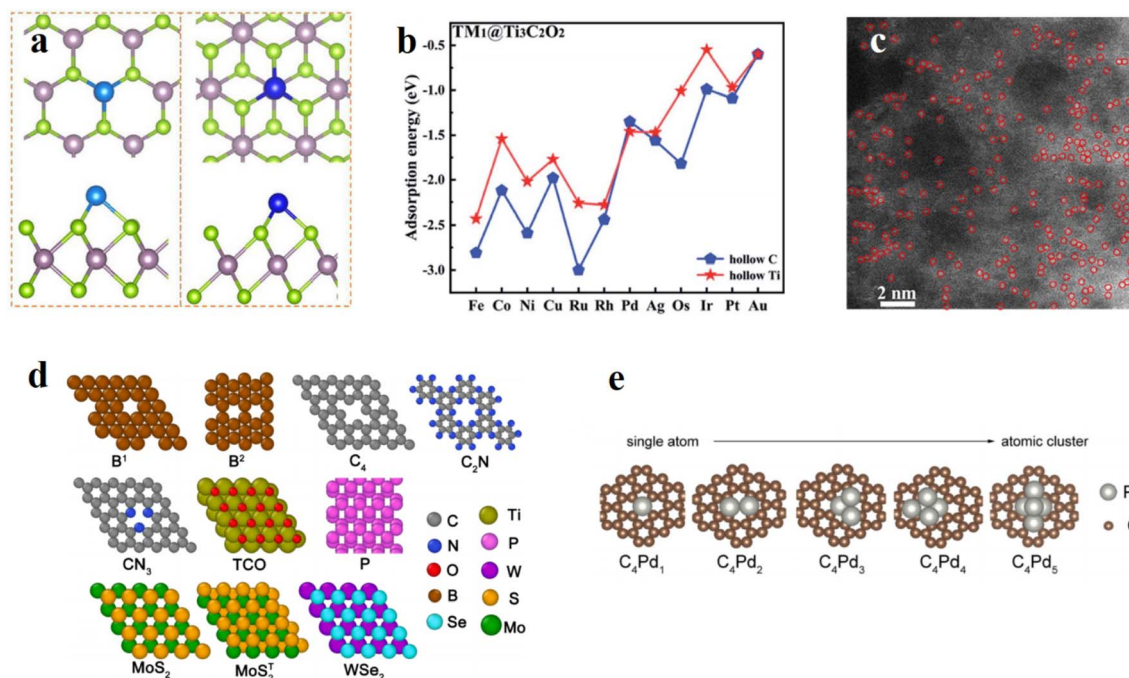 a
b
TM₁@Ti₃C₂O₂
Adsorption energy (eV)
-0.5
-1.0
-1.5
-2.0
-2.5
-3.0
hollow C
hollow Ti
Fe Co Ni Cu Ru Rh Pd Ag Os Ir Pt Au
c
2 nm
d
B¹ B² C₄ C₂N
CN₃ TCO P
MoS₂ MoS₂ᵀ WSe₂
C Ti
N P
O W
B S
Se Mo
e
single atom atomic cluster
C₄Pd₁ C₄Pd₂ C₄Pd₃ C₄Pd₄ C₄Pd₅